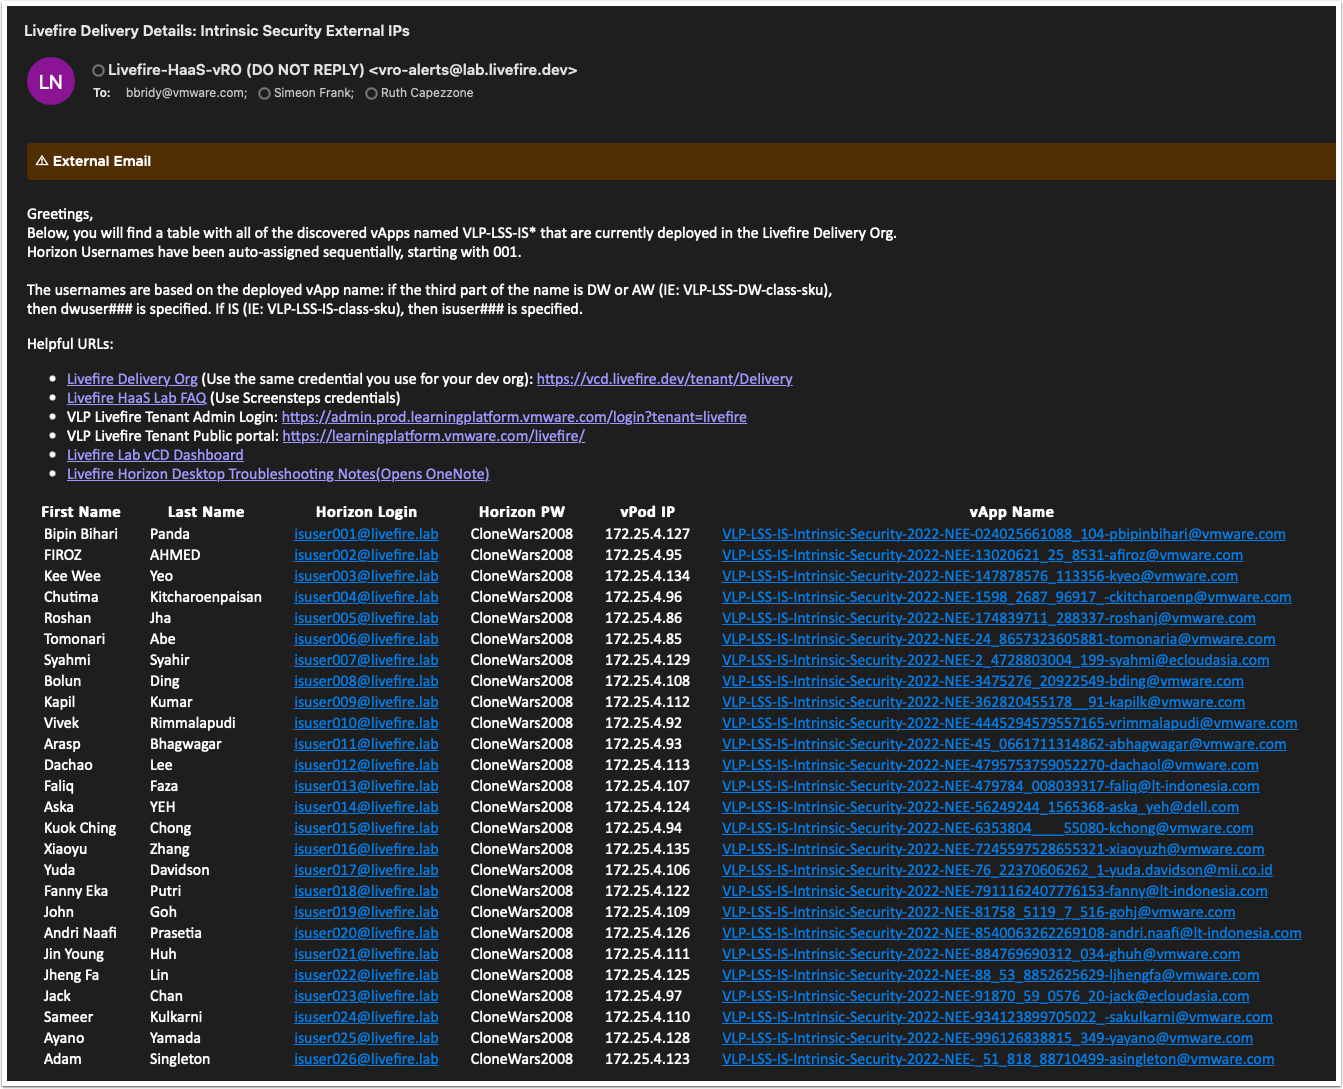 Livefire Delivery Details: Intrinsic Security External IPs
LN
Livefire-HaaS-vRO (DO NOT REPLY) <vro-alerts@lab.livefire.dev>
To: bbridy@vmware.com; Simeon Frank; Ruth Capezzone
⚠ External Email
Greetings,
Below, you will find a table with all of the discovered vApps named VLP-LSS-IS* that are currently deployed in the Livefire Delivery Org.
Horizon Usernames have been auto-assigned sequentially, starting with 001.
The usernames are based on the deployed vApp name: if the third part of the name is DW or AW (IE: VLP-LSS-DW-class-sku),
then dwuser### is specified. If IS (IE: VLP-LSS-IS-class-sku), then isuser### is specified.
Helpful URLs:
• Livefire Delivery Org (Use the same credential you use for your dev org): https://vcd.livefire.dev/tenant/Delivery
• Livefire HaaS Lab FAQ (Use Screensteps credentials)
• VLP Livefire Tenant Admin Login: https://admin.prod.learningplatform.vmware.com/login?tenant=livefire
• VLP Livefire Tenant Public portal: https://learningplatform.vmware.com/livefire/
• Livefire Lab vCD Dashboard
• Livefire Horizon Desktop Troubleshooting Notes(Opens OneNote)
First Name Last Name Horizon Login Horizon PW vPod IP vApp Name
Bipin Bihari Panda isuser001@livefire.lab CloneWars2008 172.25.4.127 VLP-LSS-IS-Intrinsic-Security-2022-NEE-024025661088_104-pbipinbihari@vmware.com
FIROZ AHMED isuser002@livefire.lab CloneWars2008 172.25.4.95 VLP-LSS-IS-Intrinsic-Security-2022-NEE-13020621_25_8531-afiroz@vmware.com
Kee Wee Yeo isuser003@livefire.lab CloneWars2008 172.25.4.134 VLP-LSS-IS-Intrinsic-Security-2022-NEE-147878576_113356-kyeo@vmware.com
Chutima Kitcharoenpaisan isuser004@livefire.lab CloneWars2008 172.25.4.96 VLP-LSS-IS-Intrinsic-Security-2022-NEE-1598_2687_96917_-ckitcharoenp@vmware.com
Roshan Jha isuser005@livefire.lab CloneWars2008 172.25.4.86 VLP-LSS-IS-Intrinsic-Security-2022-NEE-174839711_288337-roshanj@vmware.com
Tomonari Abe isuser006@livefire.lab CloneWars2008 172.25.4.85 VLP-LSS-IS-Intrinsic-Security-2022-NEE-24_8657323605881-tomonaria@vmware.com
Syahmi Syahir isuser007@livefire.lab CloneWars2008 172.25.4.129 VLP-LSS-IS-Intrinsic-Security-2022-NEE-2_4728803004_199-syahmi@ecloudasia.com
Bolun Ding isuser008@livefire.lab CloneWars2008 172.25.4.108 VLP-LSS-IS-Intrinsic-Security-2022-NEE-3475276_20922549-bding@vmware.com
Kapil Kumar isuser009@livefire.lab CloneWars2008 172.25.4.112 VLP-LSS-IS-Intrinsic-Security-2022-NEE-362820455178__91-kapilk@vmware.com
Vivek Rimmalapudi isuser010@livefire.lab CloneWars2008 172.25.4.92 VLP-LSS-IS-Intrinsic-Security-2022-NEE-4445294579557165-vrimmalapudi@vmware.com
Arasp Bhagwagar isuser011@livefire.lab CloneWars2008 172.25.4.93 VLP-LSS-IS-Intrinsic-Security-2022-NEE-45_0661711314862-abhagwagar@vmware.com
Dachao Lee isuser012@livefire.lab CloneWars2008 172.25.4.113 VLP-LSS-IS-Intrinsic-Security-2022-NEE-4795753759052270-dachaol@vmware.com
Faliq Faza isuser013@livefire.lab CloneWars2008 172.25.4.107 VLP-LSS-IS-Intrinsic-Security-2022-NEE-479784_008039317-faliq@lt-indonesia.com
Aska YEH isuser014@livefire.lab CloneWars2008 172.25.4.124 VLP-LSS-IS-Intrinsic-Security-2022-NEE-56249244_1565368-aska_yeh@dell.com
Kuok Ching Chong isuser015@livefire.lab CloneWars2008 172.25.4.94 VLP-LSS-IS-Intrinsic-Security-2022-NEE-6353804____55080-kchong@vmware.com
Xiaoyu Zhang isuser016@livefire.lab CloneWars2008 172.25.4.135 VLP-LSS-IS-Intrinsic-Security-2022-NEE-7245597528655321-xiaoyuzh@vmware.com
Yuda Davidson isuser017@livefire.lab CloneWars2008 172.25.4.106 VLP-LSS-IS-Intrinsic-Security-2022-NEE-76_22370606262_1-yuda.davidson@mii.co.id
Fanny Eka Putri isuser018@livefire.lab CloneWars2008 172.25.4.122 VLP-LSS-IS-Intrinsic-Security-2022-NEE-7911162407776153-fanny@lt-indonesia.com
John Goh isuser019@livefire.lab CloneWars2008 172.25.4.109 VLP-LSS-IS-Intrinsic-Security-2022-NEE-81758_5119_7_516-gohj@vmware.com
Andri Naafi Prasetia isuser020@livefire.lab CloneWars2008 172.25.4.126 VLP-LSS-IS-Intrinsic-Security-2022-NEE-8540063262269108-andri.naafi@lt-indonesia.com
Jin Young Huh isuser021@livefire.lab CloneWars2008 172.25.4.111 VLP-LSS-IS-Intrinsic-Security-2022-NEE-884769690312_034-ghuh@vmware.com
Jheng Fa Lin isuser022@livefire.lab CloneWars2008 172.25.4.125 VLP-LSS-IS-Intrinsic-Security-2022-NEE-88_53_8852625629-ljhengfa@vmware.com
Jack Chan isuser023@livefire.lab CloneWars2008 172.25.4.97 VLP-LSS-IS-Intrinsic-Security-2022-NEE-91870_59_0576_20-jack@ecloudasia.com
Sameer Kulkarni isuser024@livefire.lab CloneWars2008 172.25.4.110 VLP-LSS-IS-Intrinsic-Security-2022-NEE-934123899705022_-sakulkarni@vmware.com
Ayano Yamada isuser025@livefire.lab CloneWars2008 172.25.4.128 VLP-LSS-IS-Intrinsic-Security-2022-NEE-996126838815_349-yayano@vmware.com
Adam Singleton isuser026@livefire.lab CloneWars2008 172.25.4.123 VLP-LSS-IS-Intrinsic-Security-2022-NEE-_51_818_88710499-asingleton@vmware.com